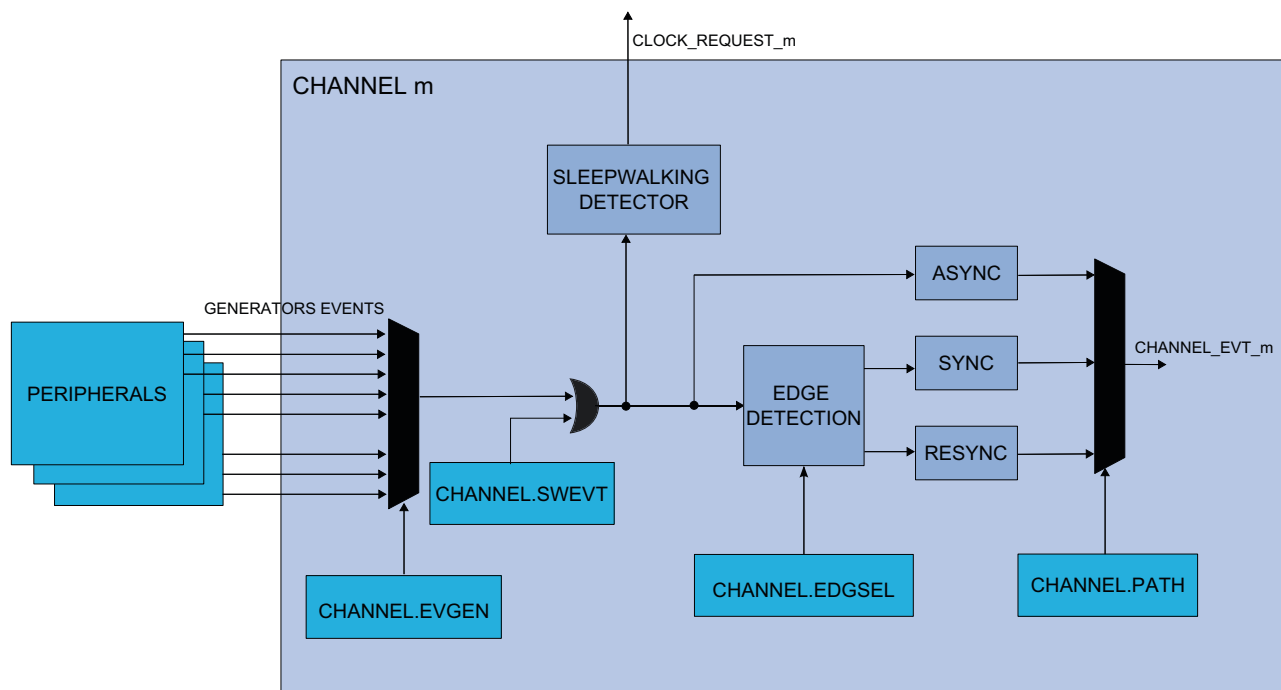 CLOCK_REQUEST_m
CHANNEL m
SLEEPWALKING
DETECTOR
ASYNC
GENERATORS EVENTS
PERIPHERALS
CHANNEL_EVT_m
SYNC
EDGE
DETECTION
RESYNC
CHANNEL.SWEVT
CHANNEL.EVGEN
CHANNEL.EDGSEL
CHANNEL.PATH